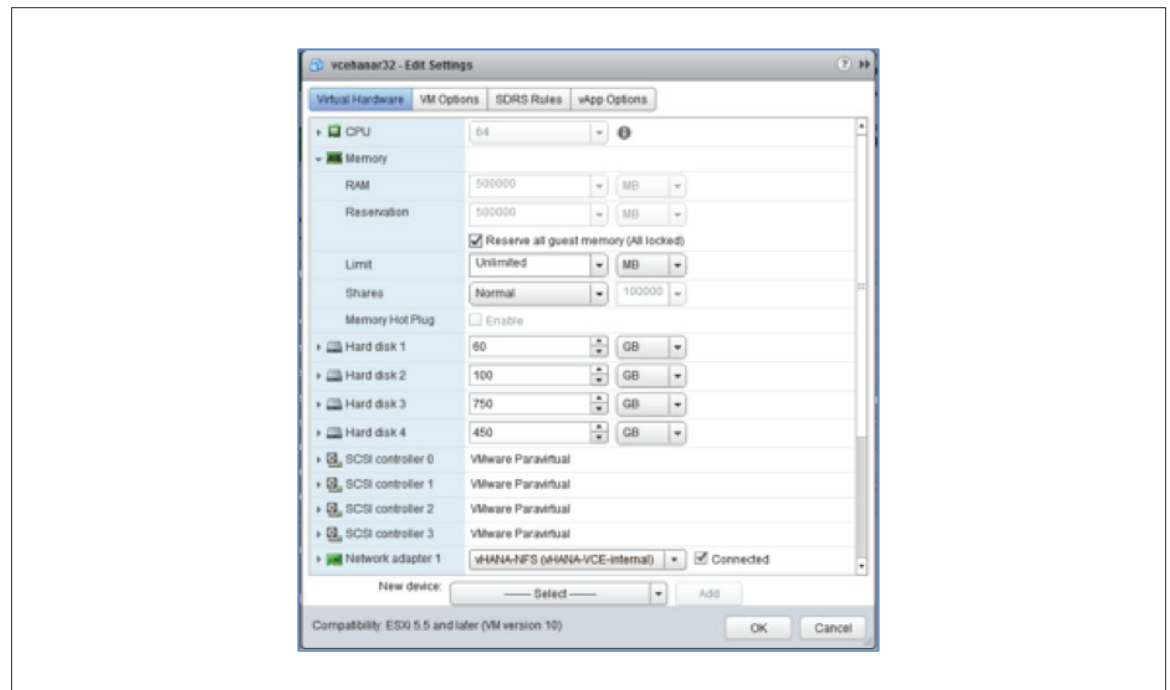 vcehanar32 - Edit Settings
Virtual Hardware VM Options SDRS Rules vApp Options
CPU 64
Memory
RAM 500000 MB
Reservation 500000 MB
Reserve all guest memory (All locked)
Limit Unlimited MB
Shares Normal 100000
Memory Hot Plug Enable
Hard disk 1 60 GB
Hard disk 2 100 GB
Hard disk 3 750 GB
Hard disk 4 450 GB
SCSI controller 0 VMware Paravirtual
SCSI controller 1 VMware Paravirtual
SCSI controller 2 VMware Paravirtual
SCSI controller 3 VMware Paravirtual
Network adapter 1 vHANA-NFS (vHANA-VCE-internal) Connected
New device: ------- Select ------- Add
Compatibility: ESXi 5.5 and later (VM version 10) OK Cancel